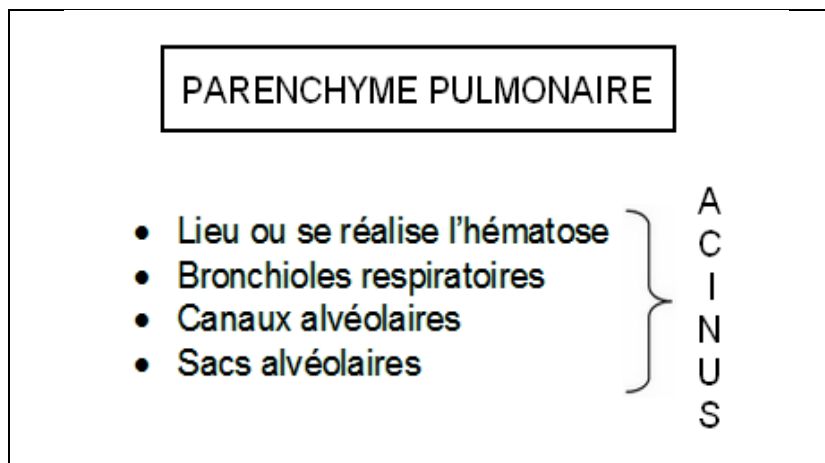 PARENCHYME PULMONAIRE
• Lieu ou se réalise l'hématose
• Bronchioles respiratoires
• Canaux alvéolaires
• Sacs alvéolaires
A
C
I
N
U
S